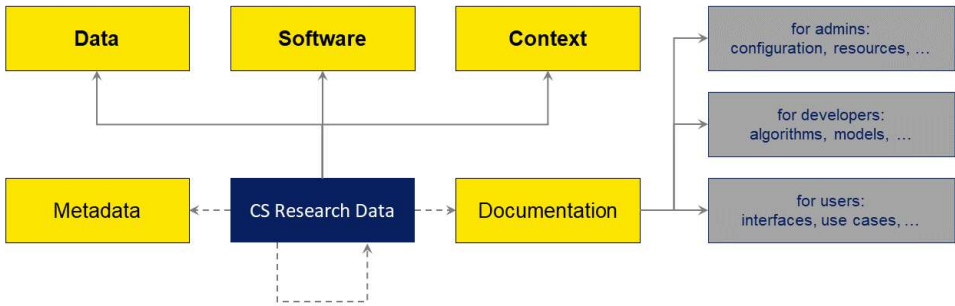 Data
Software
Context
for admins:
configuration, resources, …
for developers:
algorithms, models, …
Metadata
CS Research Data
Documentation
for users:
interfaces, use cases, …